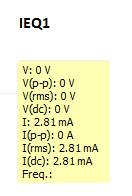 IEQ1
V: 0 V
V(p-p): 0 V
V(rms): 0 V
V(dc): 0 V
I: 2.81 mA
I(p-p): 0 A
I(rms): 2.81 mA
I(dc): 2.81 mA
Freq.: